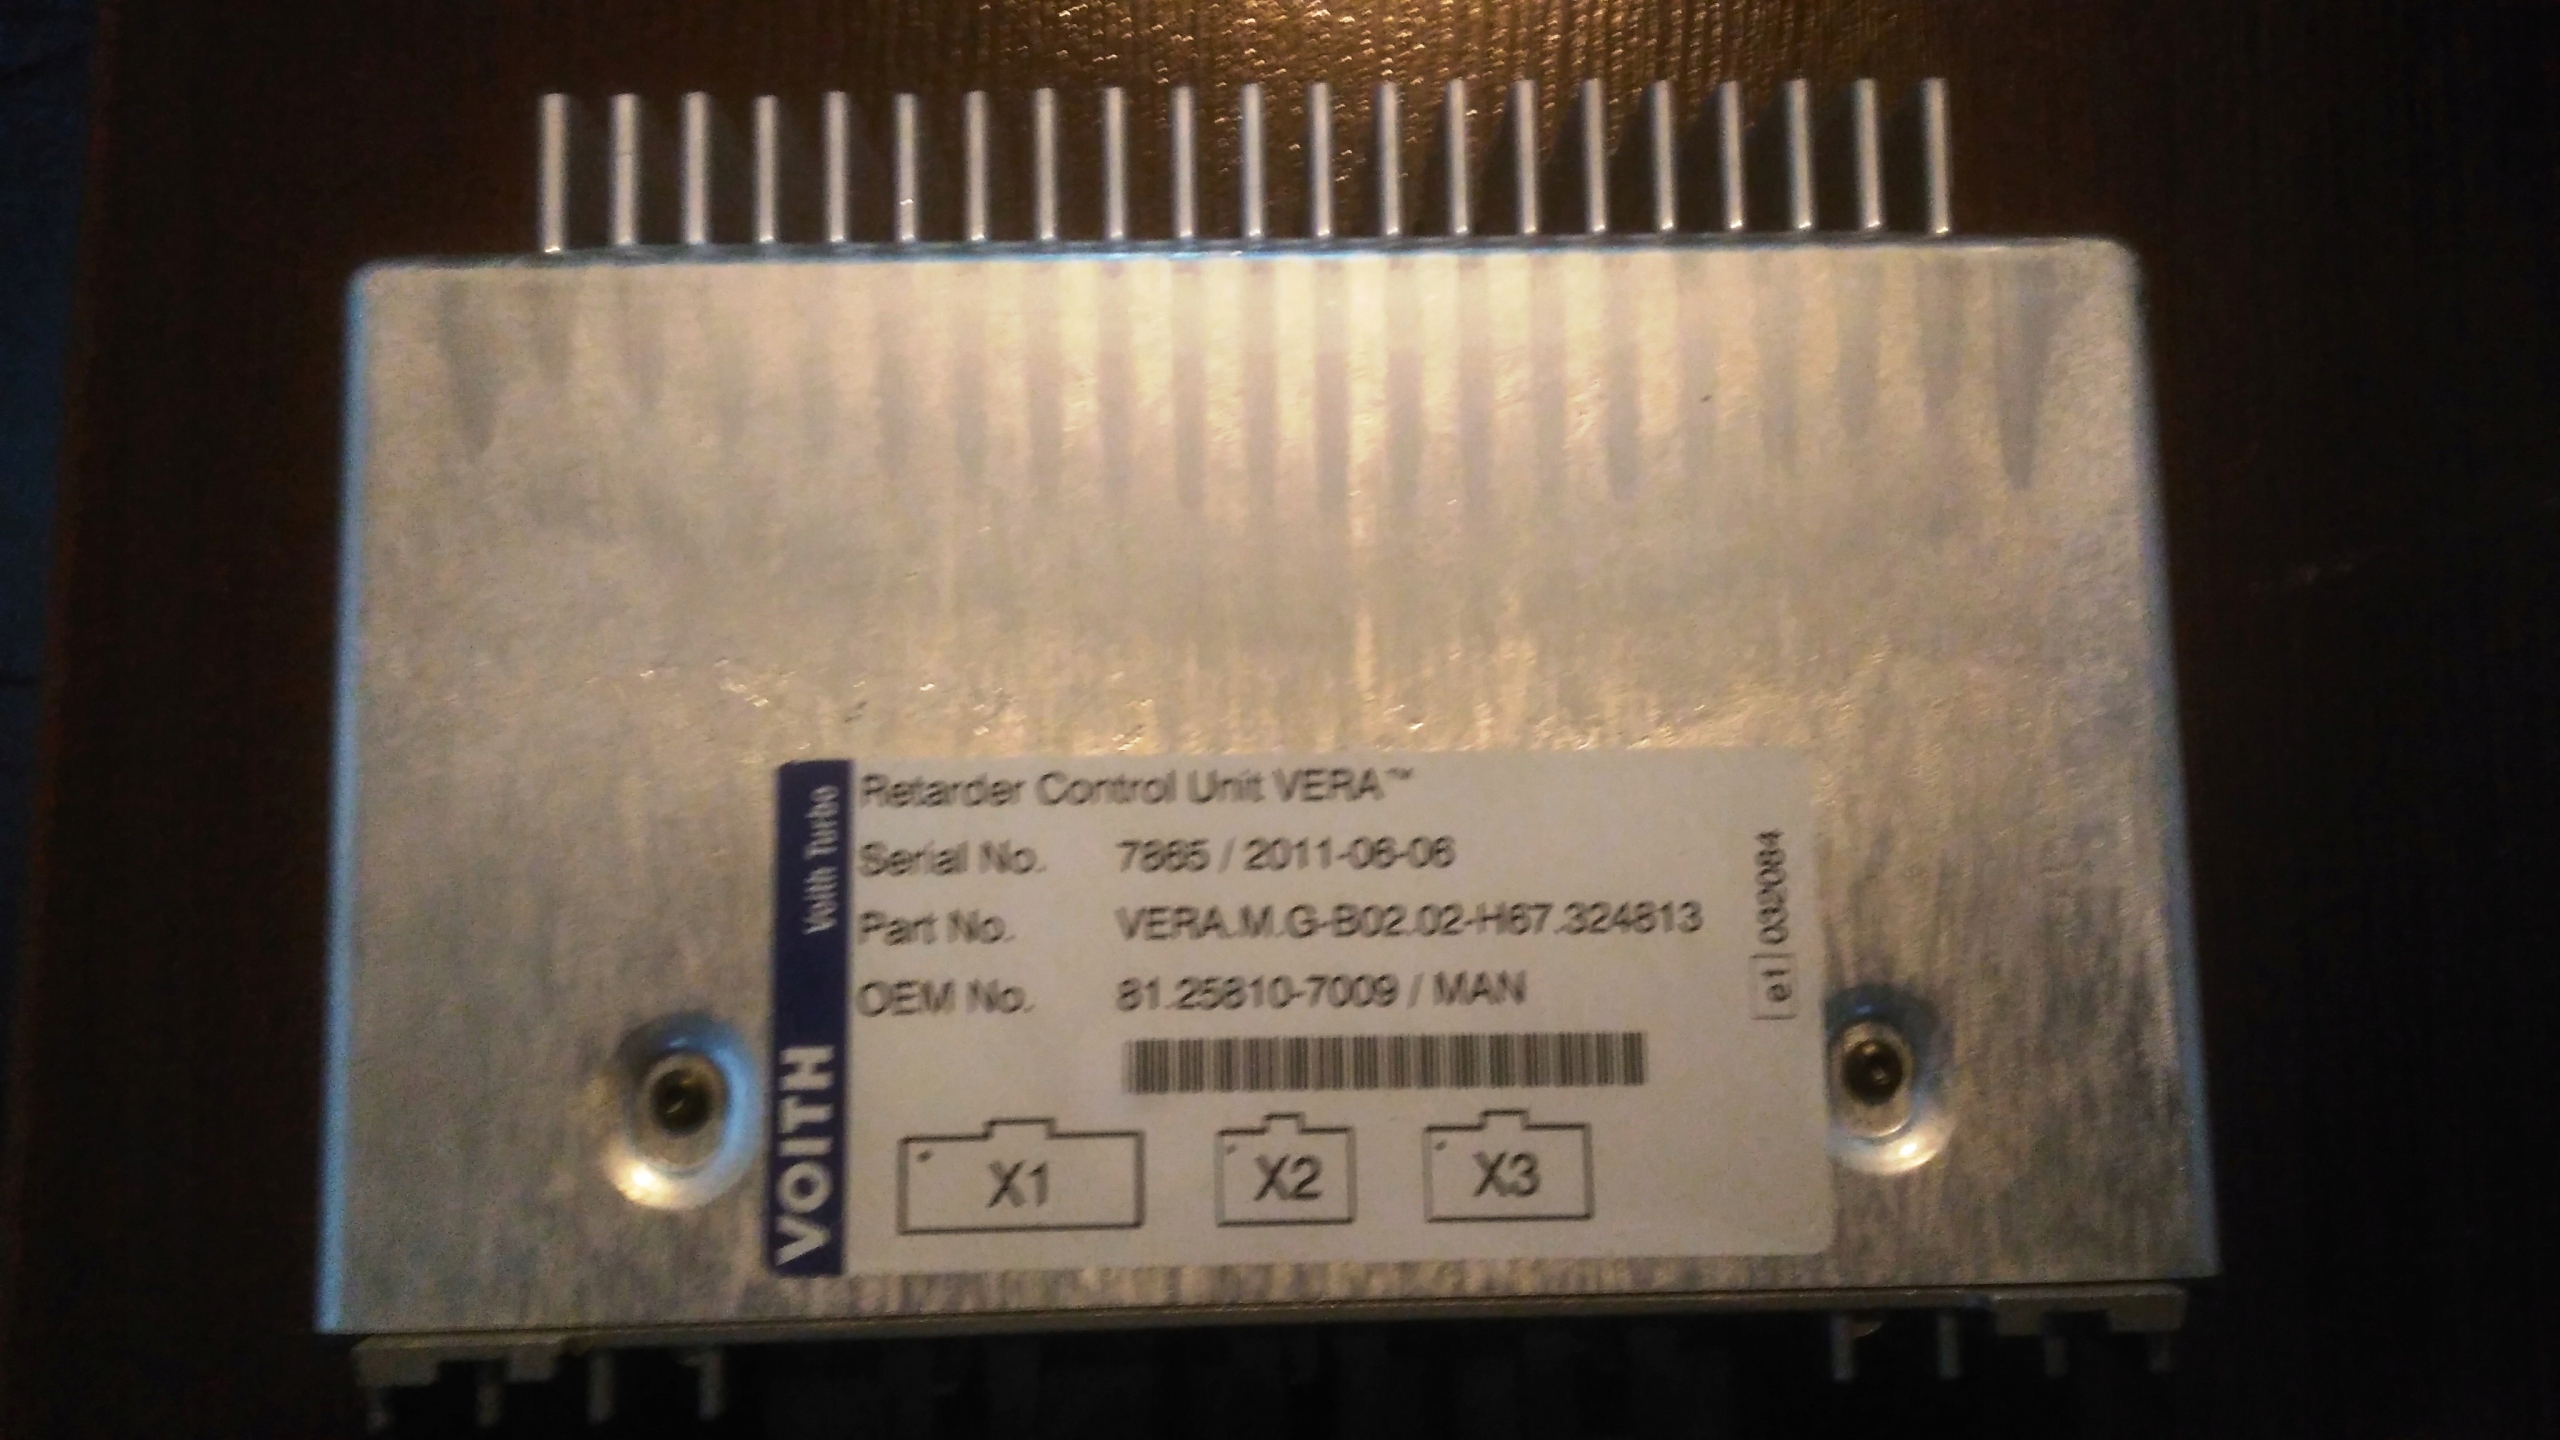 Retarder Control Unit VERA™
Serial No. 7865 / 2011-06-06
Part No. VERA.M.G-B02.02-H67.324813
OEM No. 81.25810-7009 / MAN
X1 X2 X3
VOITH Voith Turbo
e1 032084